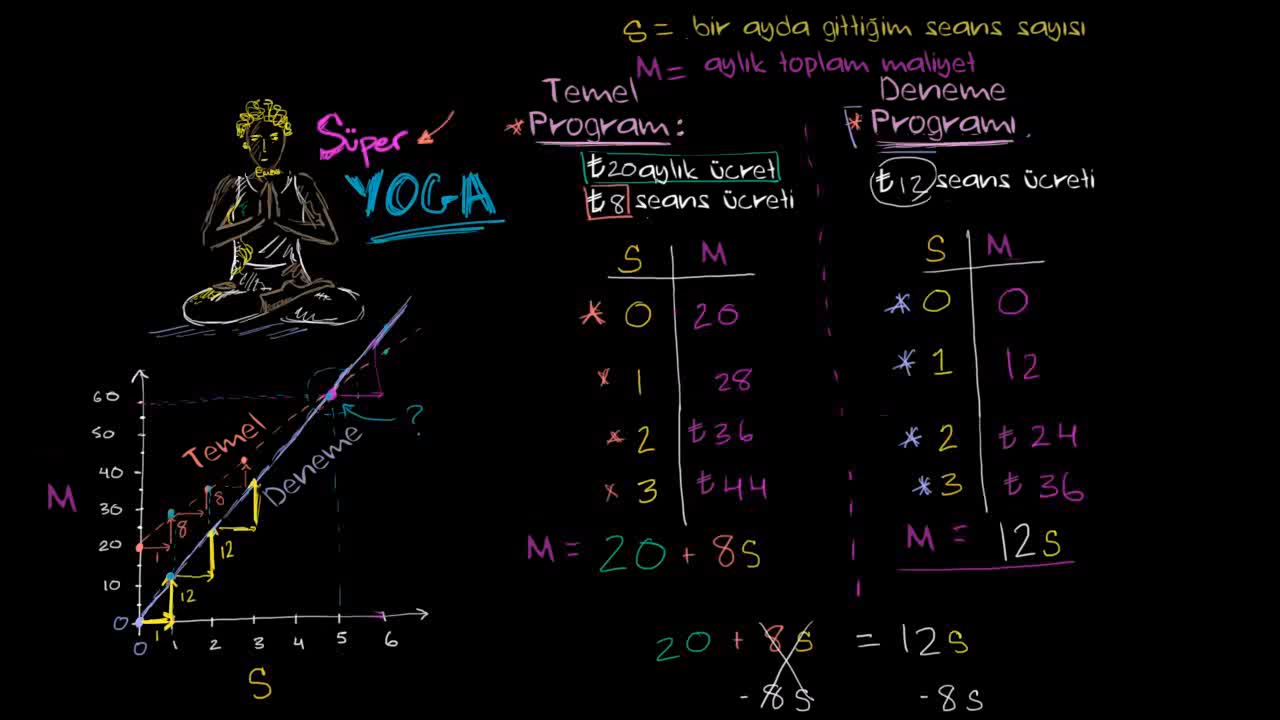 S = bir ayda gittiğim seans sayısı
M = aylık toplam maliyet
Süper
YOGA
Temel
* Program:
₺20 aylık ücret
₺8 seans ücreti
S M
* 0 20
* 1 28
* 2 ₺36
* 3 ₺44
M = 20 + 8s
Deneme
* Programı.
₺12 seans ücreti
S M
* 0 0
* 1 12
* 2 ₺24
* 3 ₺36
M = 12s
20 + 8s = 12s
-8s -8s
60
50
40
30
20
10
0
M
Temel
Deneme
?
8
8
1
12
12
1
0 1 2 3 4 5 6
S